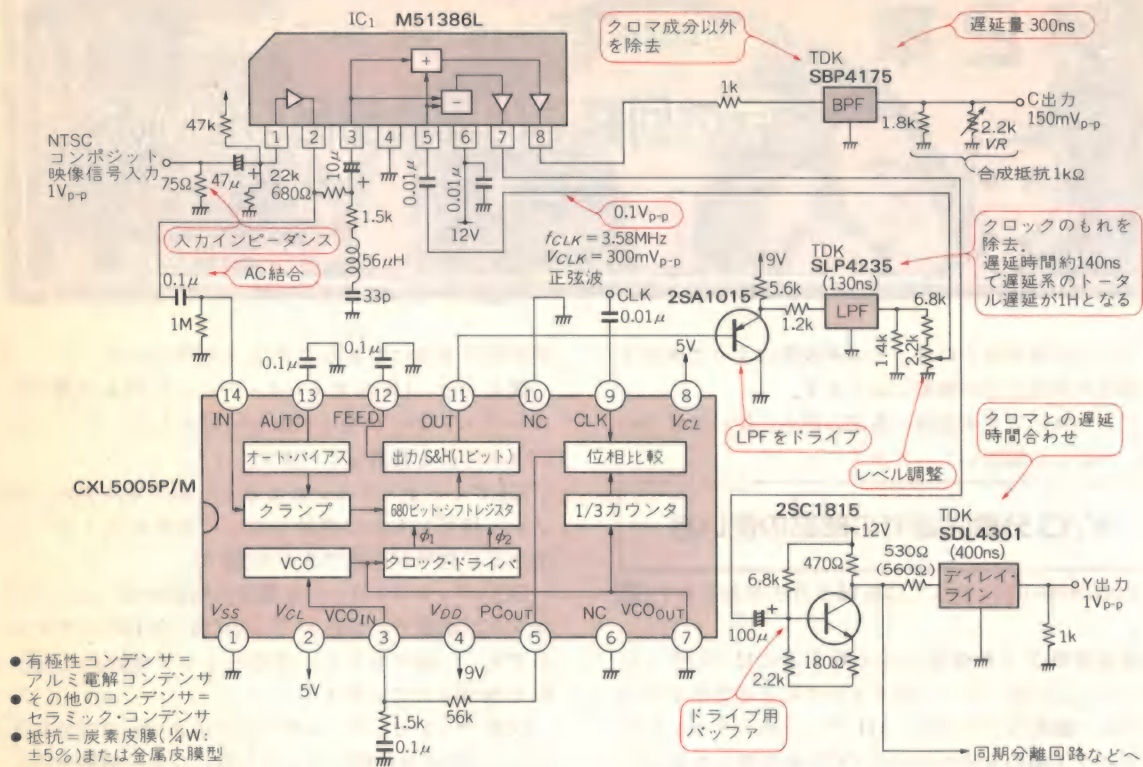 IC₁ M51386L
1
2
3
4
5
6
7
8
+
−
47k
NTSC
コンポジット
映像信号入力
1Vp-p
75Ω
47μ
+
22k
680Ω
10μ
+
1.5k
56μH
33p
0.01μ
0.01μ
12V
入力インピーダンス
AC結合
0.1μ
1M
0.1μ
0.1μ
0.1Vp-p
fCLK=3.58MHz
VCLK=300mVp-p
正弦波
CLK
0.01μ
クロマ成分以外
を除去
遅延量 300ns
TDK
SBP4175
BPF
1k
1.8k
2.2k
VR
C出力
150mVp-p
合成抵抗1kΩ
クロックのもれを
除去.
遅延時間約140ns
で遅延系のトータ
ル遅延が1Hとなる
TDK
SLP4235
(130ns)
LPF
9V
5.6k
2SA1015
1.2k
6.8k
1.4k
2.2k
5V
LPFをドライブ
レベル調整
クロマとの遅延
時間合わせ
14
13
12
11
10
9
8
IN
AUTO
FEED
OUT
NC
CLK
VCL
オート・バイアス
出力/S&H(1ビット)
位相比較
CXL5005P/M
クランプ
680ビット・シフトレジスタ
1/3カウンタ
φ1
φ2
VCO
クロック・ドライバ
VSS
VCL
VCOIN
VDD
PCOUT
NC
VCOOUT
1
2
3
4
5
6
7
5V
9V
56k
1.5k
0.1μ
2SC1815
12V
6.8k
470Ω
530Ω
(560Ω)
TDK
SDL4301
(400ns)
ディレイ・
ライン
Y出力
1Vp-p
1k
100μ
+
180Ω
2.2k
ドライブ用
バッファ
同期分離回路などへ
●有極性コンデンサ=
アルミ電解コンデンサ
●その他のコンデンサ=
セラミック・コンデンサ
●抵抗=炭素皮膜(¼W:
±5%)または金属皮膜型